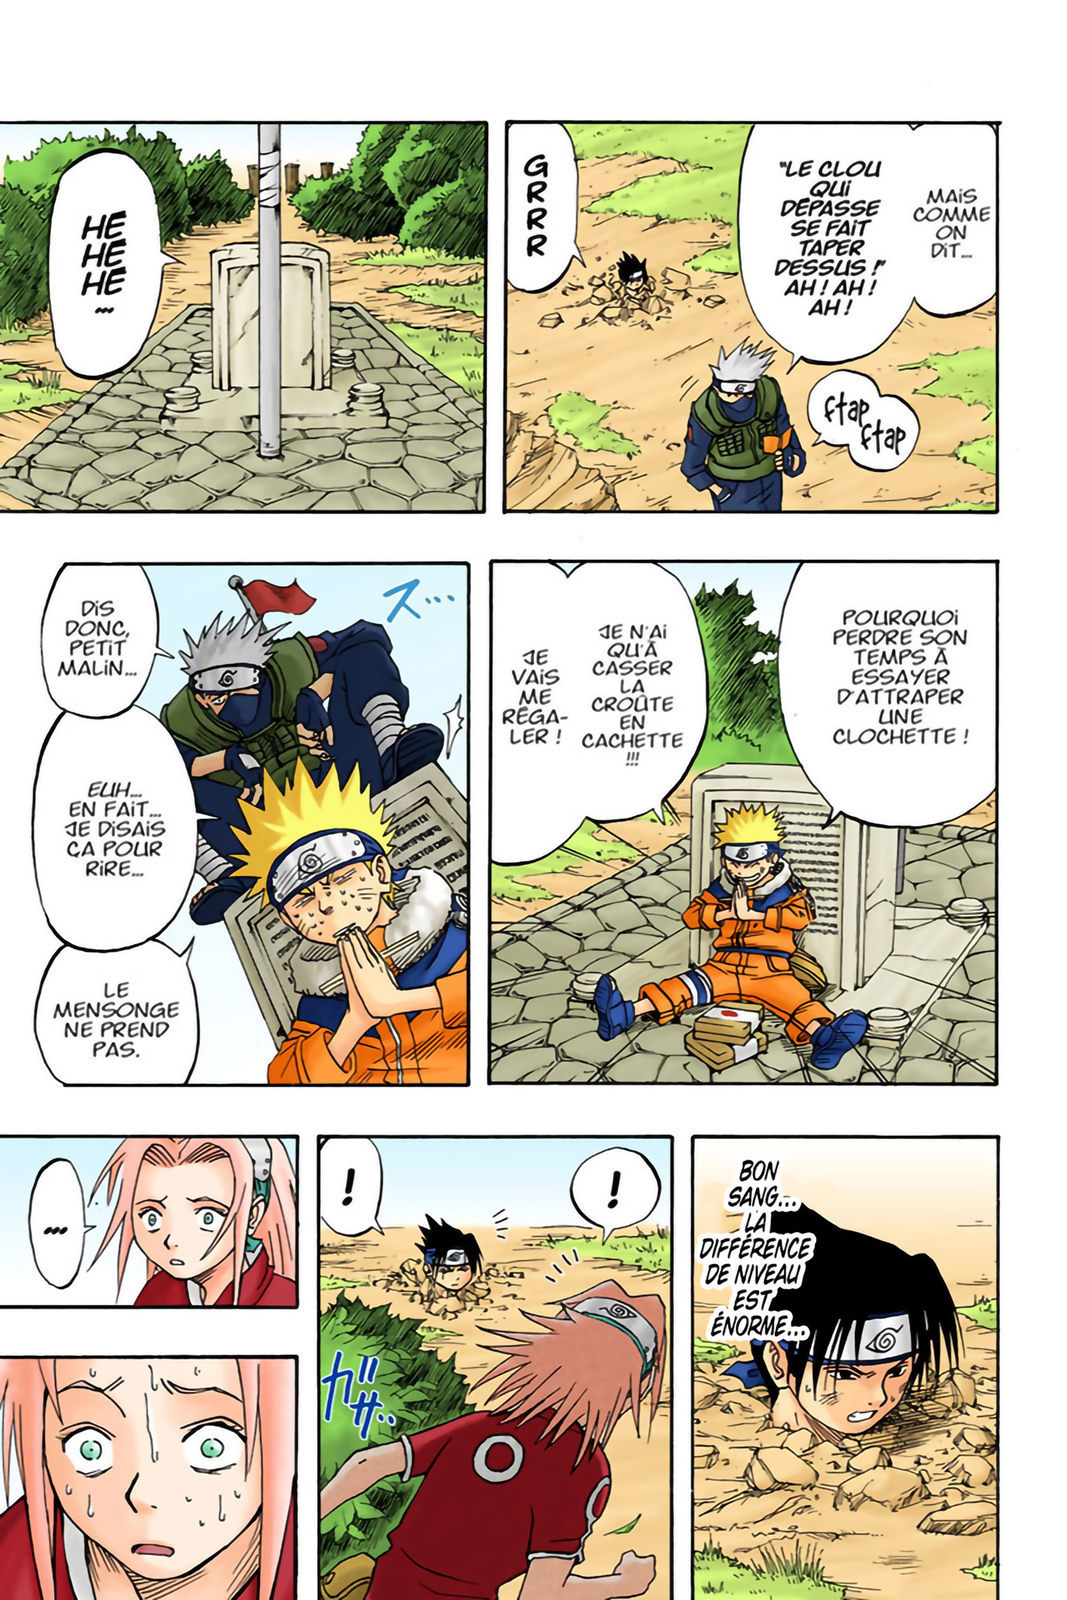 MAIS
COMME
ON
DIT...
"LE CLOU
QUI
DÉPASSE
SE FAIT
TAPER
DESSUS !"
AH ! AH !
AH !
GRRR
ftap
ftap
HE
HE
HE
...
POURQUOI
PERDRE SON
TEMPS À
ESSAYER
D'ATTRAPER
UNE
CLOCHETTE !
JE N'AI
QU'À
CASSER
LA
CROÛTE
EN
CACHETTE
!!!
JE
VAIS
ME
RÉGA-
LER !
ス...
DIS
DONC,
PETIT
MALIN...
EUH...
EN FAIT...
JE DISAIS
ÇA POUR
RIRE...
LE
MENSONGE
NE PREND
PAS.
BON
SANG...
LA
DIFFÉRENCE
DE NIVEAU
EST
ÉNORME...
!
!
ガサ..
...